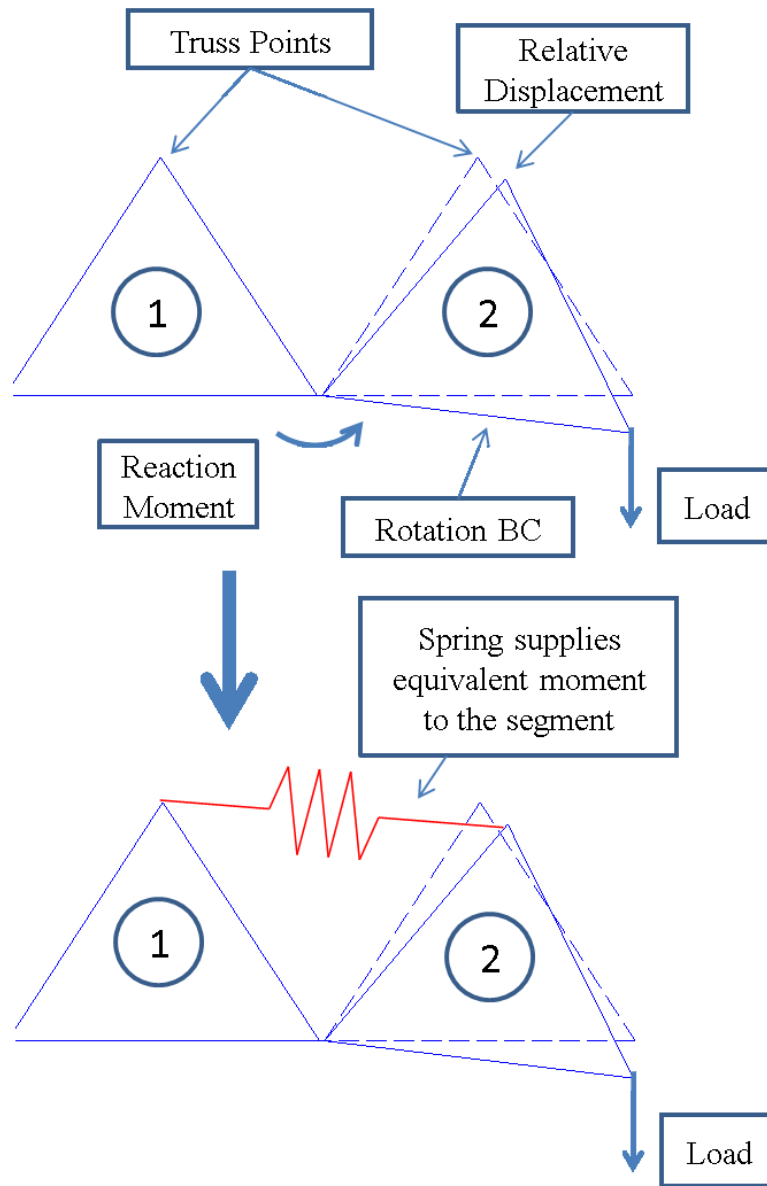 Truss Points
Relative
Displacement
1
2
Reaction
Moment
Rotation BC
Load
Spring supplies
equivalent moment
to the segment
1
2
Load